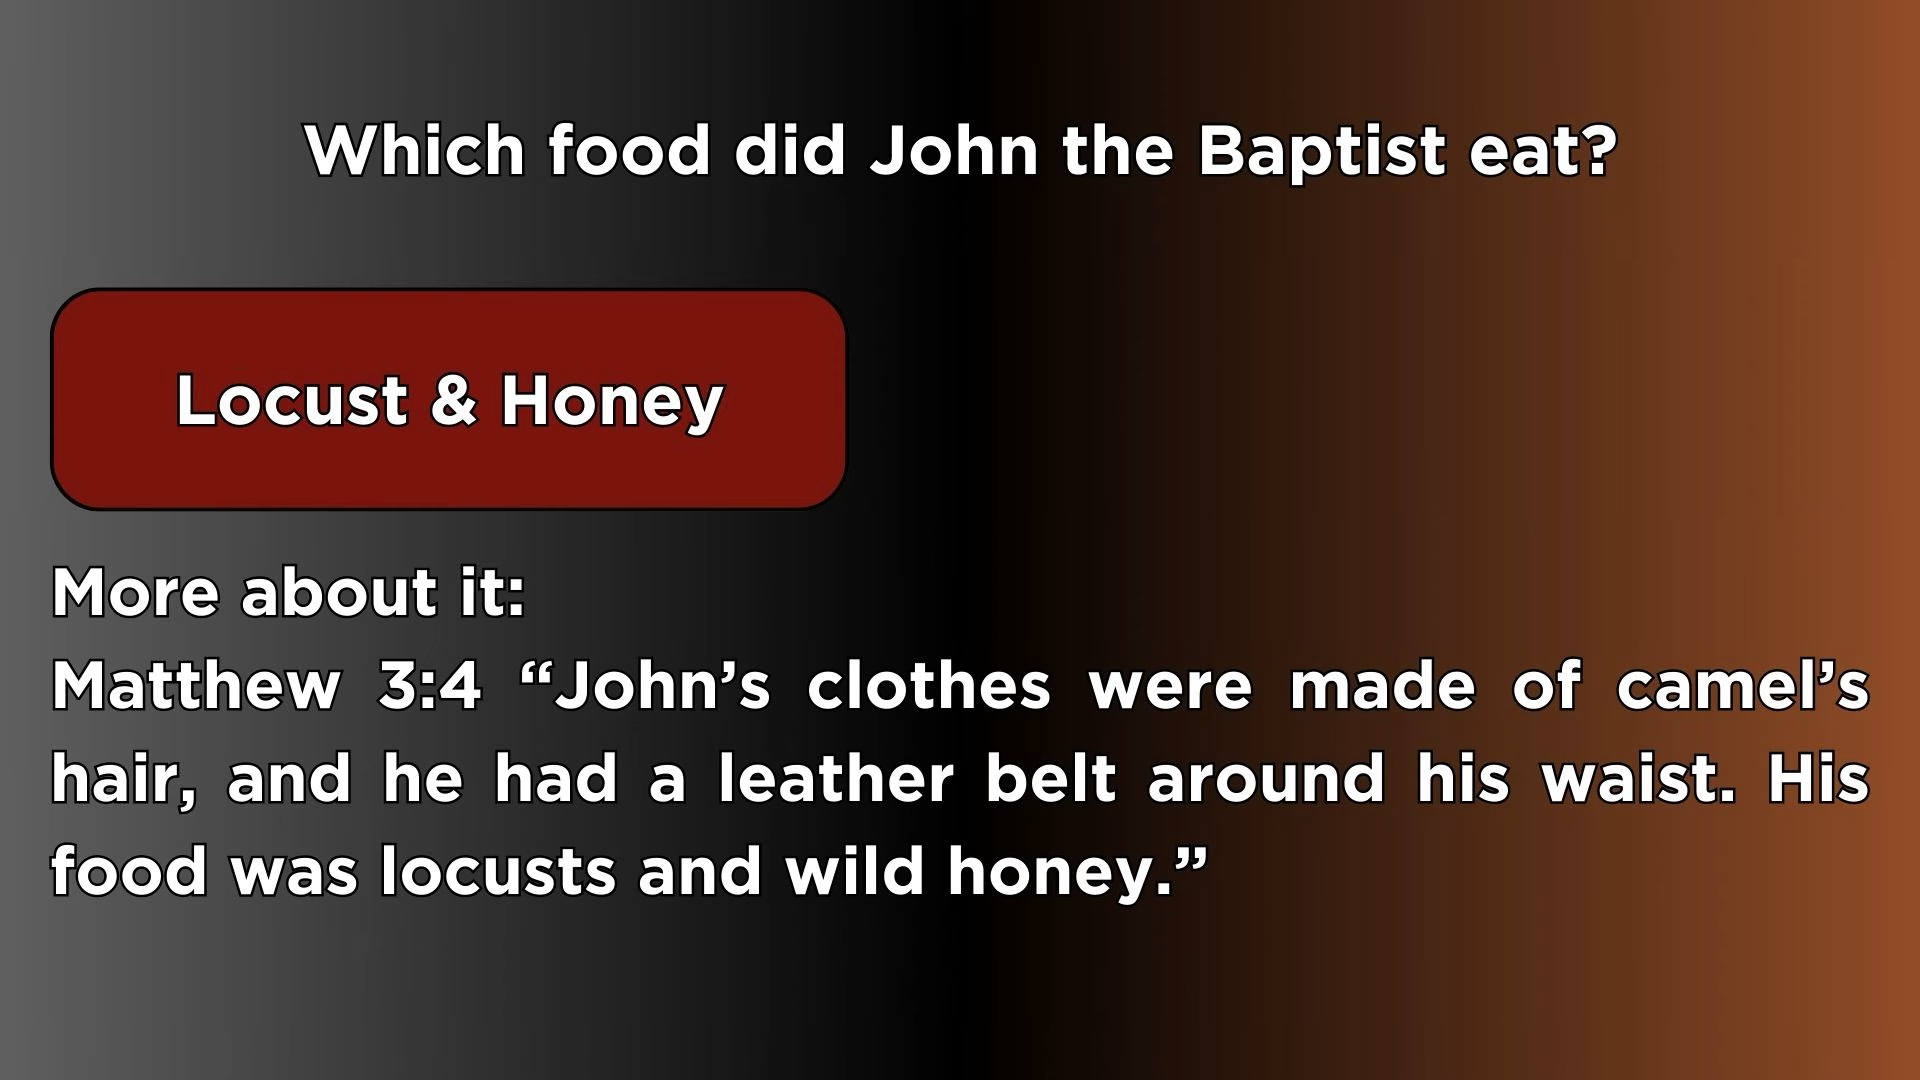 Which food did John the Baptist eat?
Locust & Honey
More about it:
Matthew 3:4 “John’s clothes were made of camel’s
hair, and he had a leather belt around his waist. His
food was locusts and wild honey.”